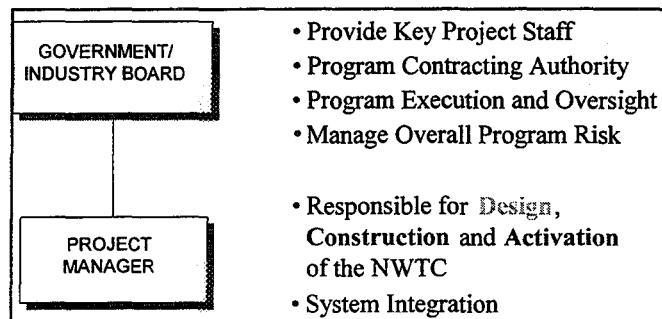 GOVERNMENT/
INDUSTRY BOARD
• Provide Key Project Staff
• Program Contracting Authority
• Program Execution and Oversight
• Manage Overall Program Risk
PROJECT
MANAGER
• Responsible for Design,
Construction and Activation
of the NWTC
• System Integration